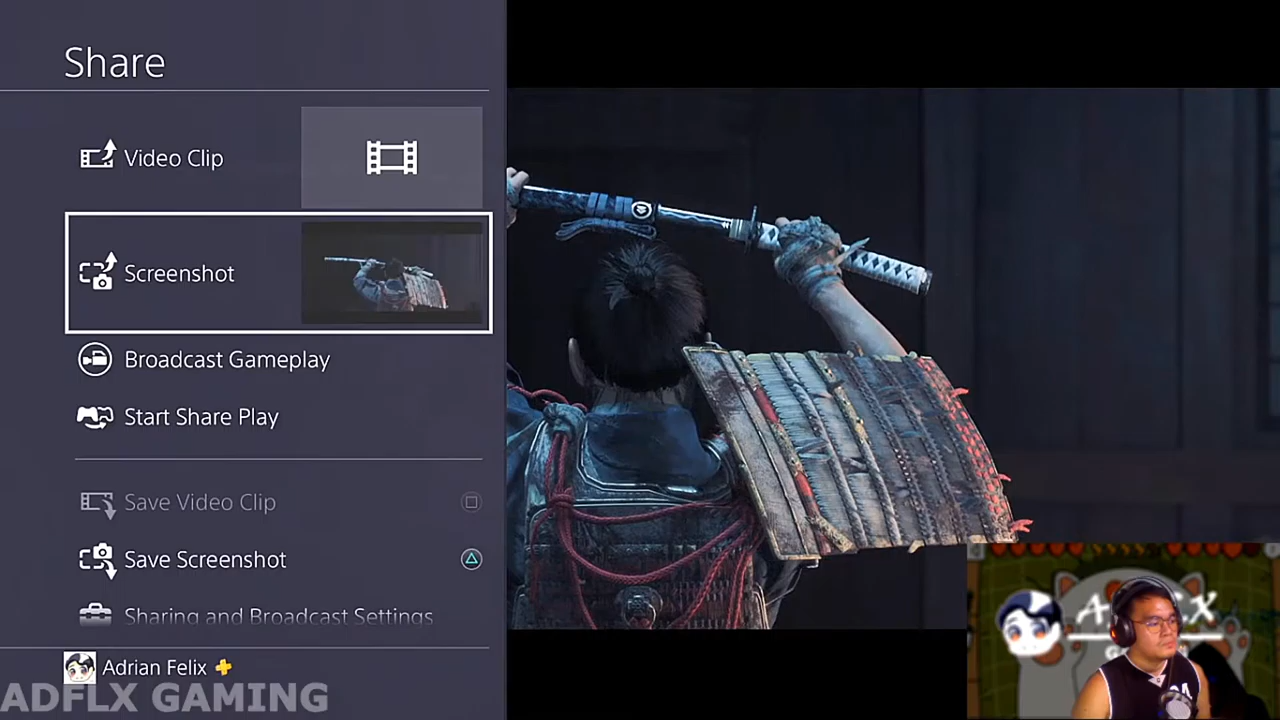 Share
Video Clip
Screenshot
Broadcast Gameplay
Start Share Play
Save Video Clip
Save Screenshot
Sharing and Broadcast Settings
Adrian Felix
ADFLX GAMING